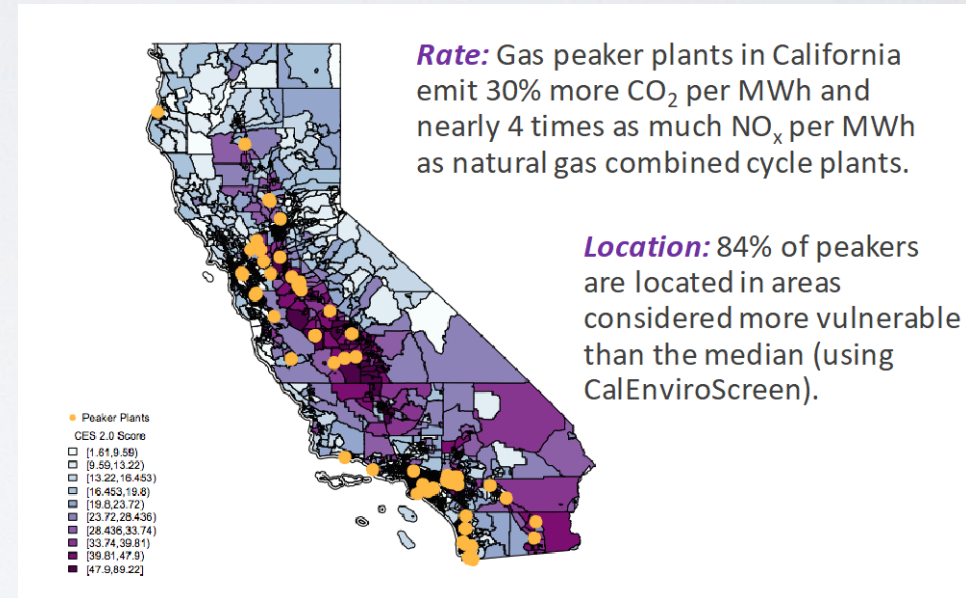 Rate: Gas peaker plants in California
emit 30% more CO₂ per MWh and
nearly 4 times as much NOₓ per MWh
as natural gas combined cycle plants.
Location: 84% of peakers
are located in areas
considered more vulnerable
than the median (using
CalEnviroScreen).
Peaker Plants
CES 2.0 Score
[1.61,9.59)
[9.59,13.22)
[13.22,16.453)
[16.453,19.8)
[19.8,23.72)
[23.72,28.436)
[28.436,33.74)
[33.74,39.81)
[39.81,47.9)
[47.9,89.22]